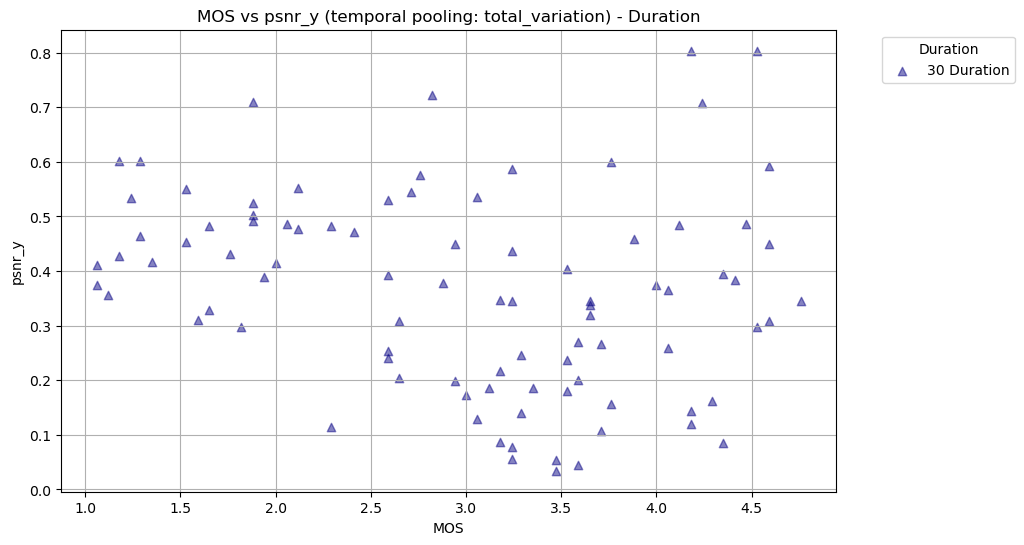 MOS vs psnr_y (temporal pooling: total_variation) - Duration
Duration
30 Duration
psnr_y
0.8
0.7
0.6
0.5
0.4
0.3
0.2
0.1
0.0
1.0 1.5 2.0 2.5 3.0 3.5 4.0 4.5
MOS